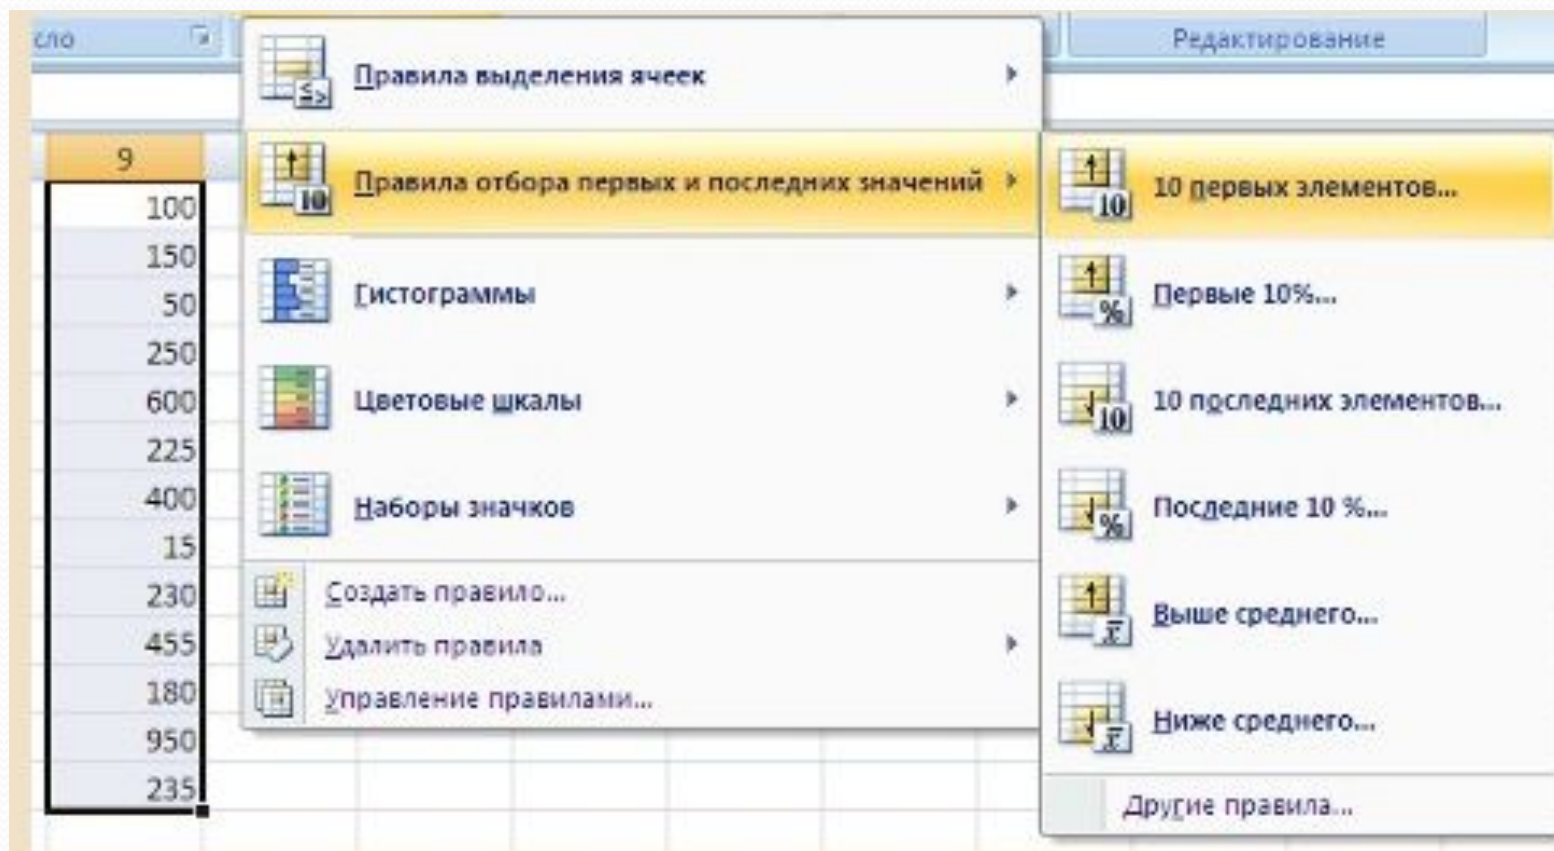 сло
Редактирование
9
100
150
50
250
600
225
400
15
230
455
180
950
235
Правила выделения ячеек
Правила отбора первых и последних значений
Гистограммы
Цветовые шкалы
Наборы значков
Создать правило...
Удалить правила
Управление правилами...
10 первых элементов...
Первые 10%...
10 последних элементов...
Последние 10 %...
Выше среднего...
Ниже среднего...
Другие правила...